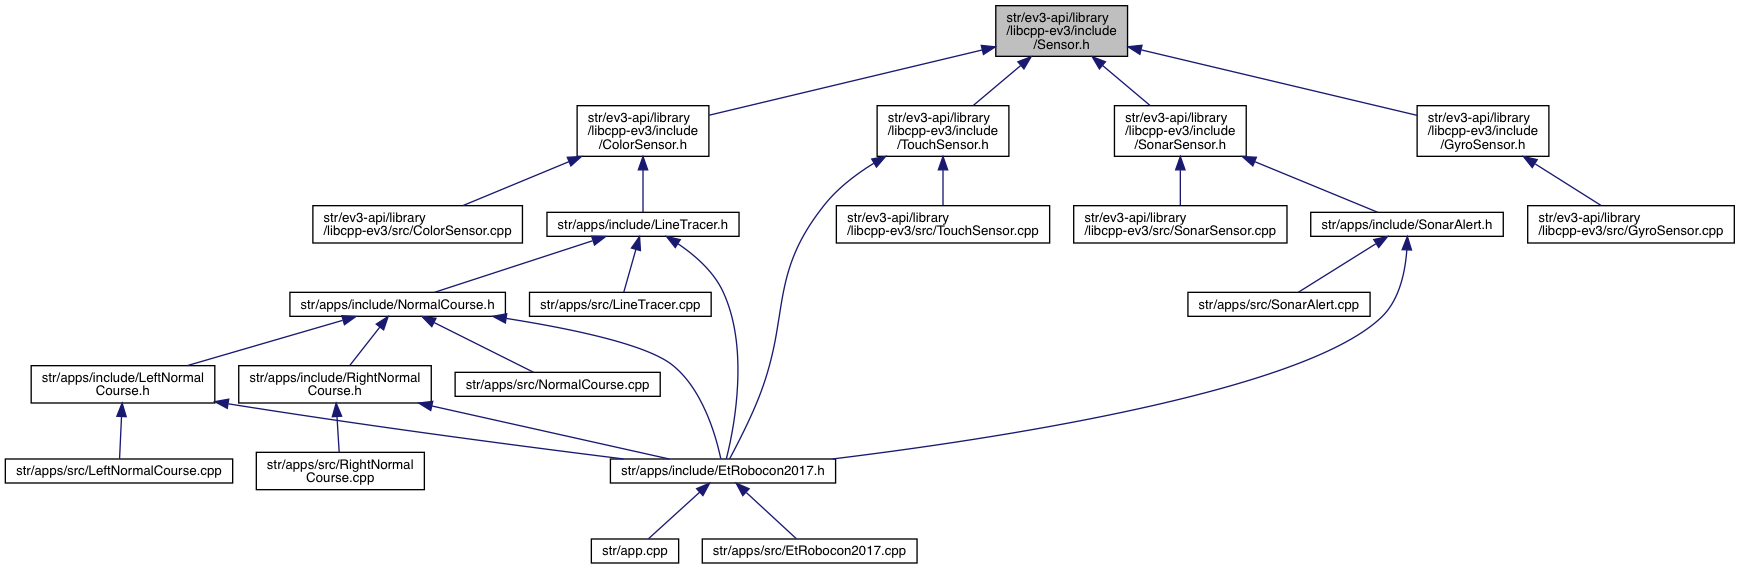 str/ev3-api/library
/libcpp-ev3/include
/Sensor.h
str/ev3-api/library
/libcpp-ev3/include
/ColorSensor.h
str/ev3-api/library
/libcpp-ev3/include
/TouchSensor.h
str/ev3-api/library
/libcpp-ev3/include
/SonarSensor.h
str/ev3-api/library
/libcpp-ev3/include
/GyroSensor.h
str/ev3-api/library
/libcpp-ev3/src/ColorSensor.cpp
str/apps/include/LineTracer.h
str/ev3-api/library
/libcpp-ev3/src/TouchSensor.cpp
str/ev3-api/library
/libcpp-ev3/src/SonarSensor.cpp
str/apps/include/SonarAlert.h
str/ev3-api/library
/libcpp-ev3/src/GyroSensor.cpp
str/apps/include/NormalCourse.h
str/apps/src/LineTracer.cpp
str/apps/src/SonarAlert.cpp
str/apps/include/LeftNormal
Course.h
str/apps/include/RightNormal
Course.h
str/apps/src/NormalCourse.cpp
str/apps/src/LeftNormalCourse.cpp
str/apps/src/RightNormal
Course.cpp
str/apps/include/EtRobocon2017.h
str/app.cpp
str/apps/src/EtRobocon2017.cpp